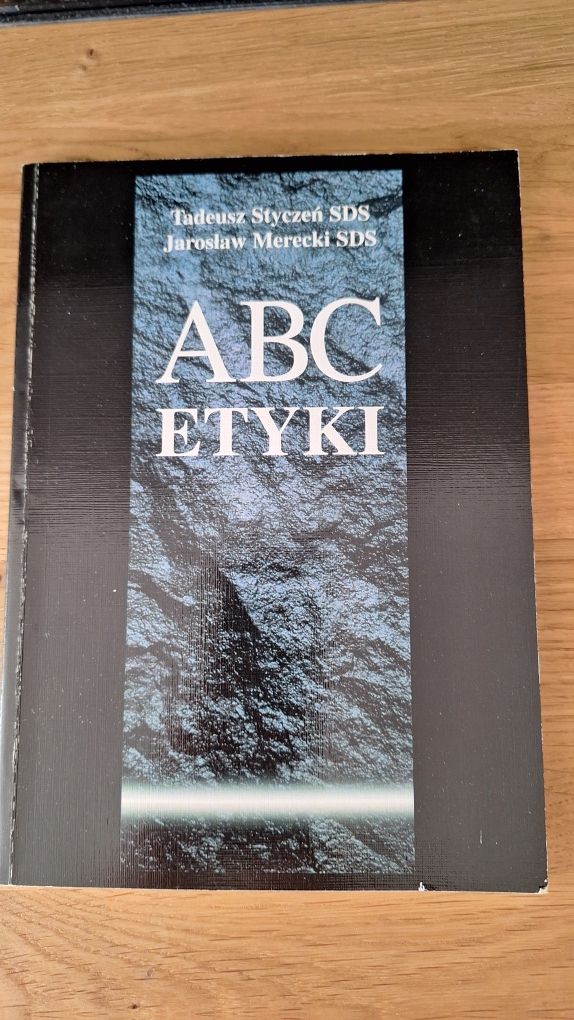 Tadeusz Styczeń SDS
Jarosław Merecki SDS
ABC
ETYKI